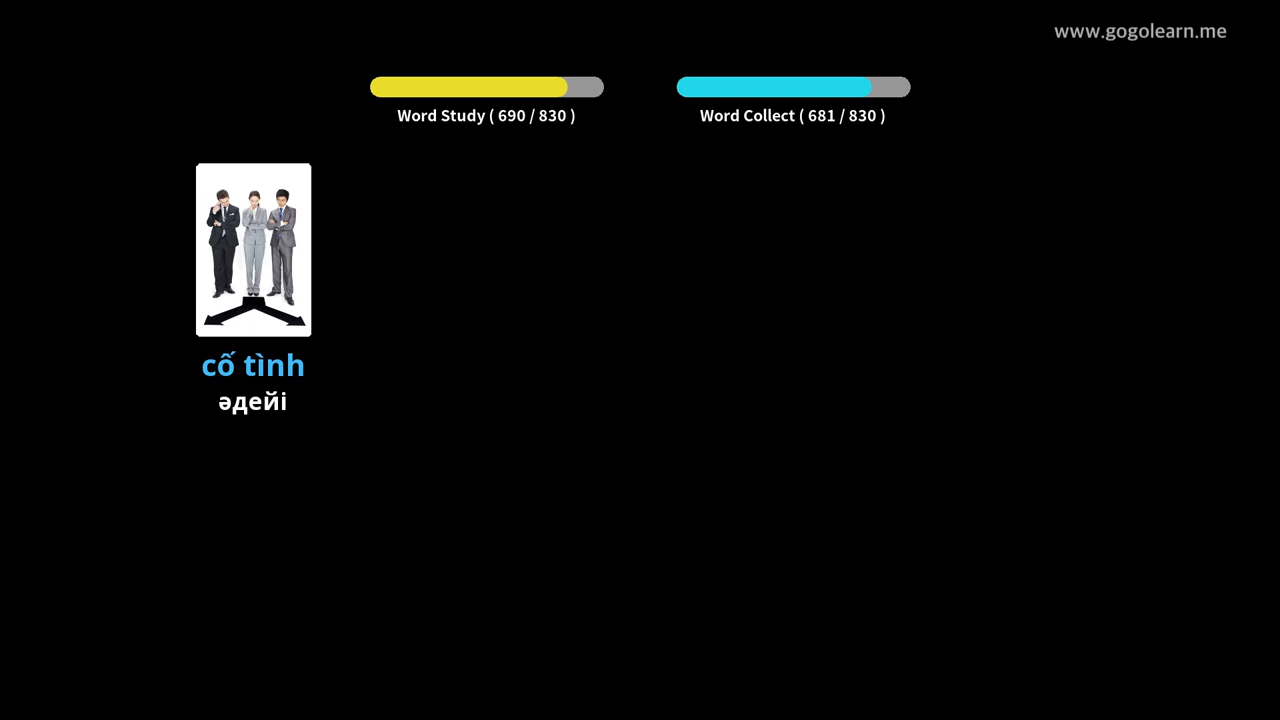 www.gogolearn.me
Word Study ( 690 / 830 )
Word Collect ( 681 / 830 )
cố tình
әдейі